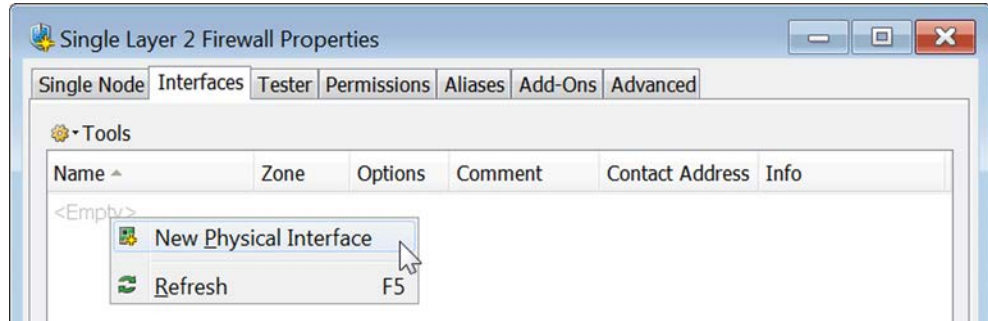 Single Layer 2 Firewall Properties
Single Node Interfaces Tester Permissions Aliases Add-Ons Advanced
Tools
Name Zone Options Comment Contact Address Info
<Empty>
New Physical Interface
Refresh F5